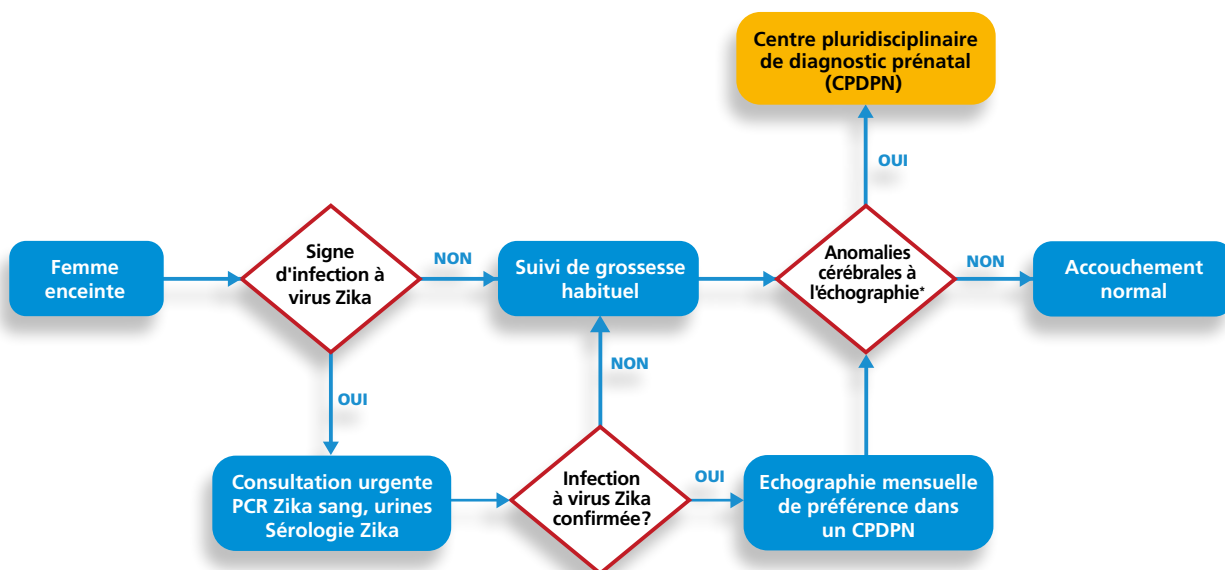 Centre pluridisciplinaire
de diagnostic prénatal
(CPDPN)
OUI
Femme
enceinte
Signe
d'infection à
virus Zika
NON
Suivi de grossesse
habituel
Anomalies
cérébrales à
l'échographie*
NON
Accouchement
normal
OUI
NON
Consultation urgente
PCR Zika sang, urines
Sérologie Zika
Infection
à virus Zika
confirmée ?
OUI
Echographie mensuelle
de préférence dans
un CPDPN